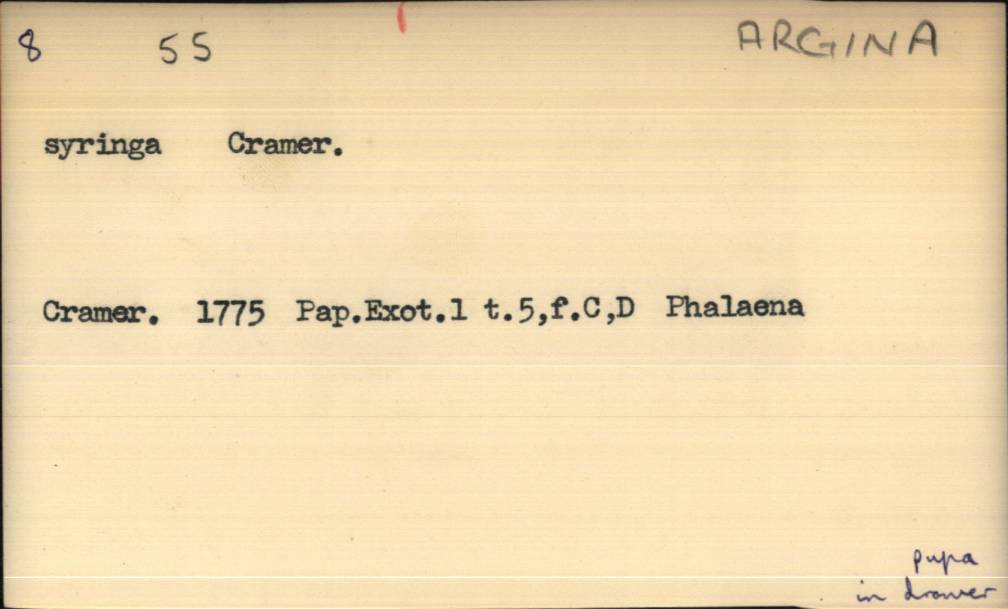 8 55 ARGINA
syringa Cramer.
Cramer. 1775 Pap.Exot.1 t.5,f.C,D Phalaena
pupa
in drawer